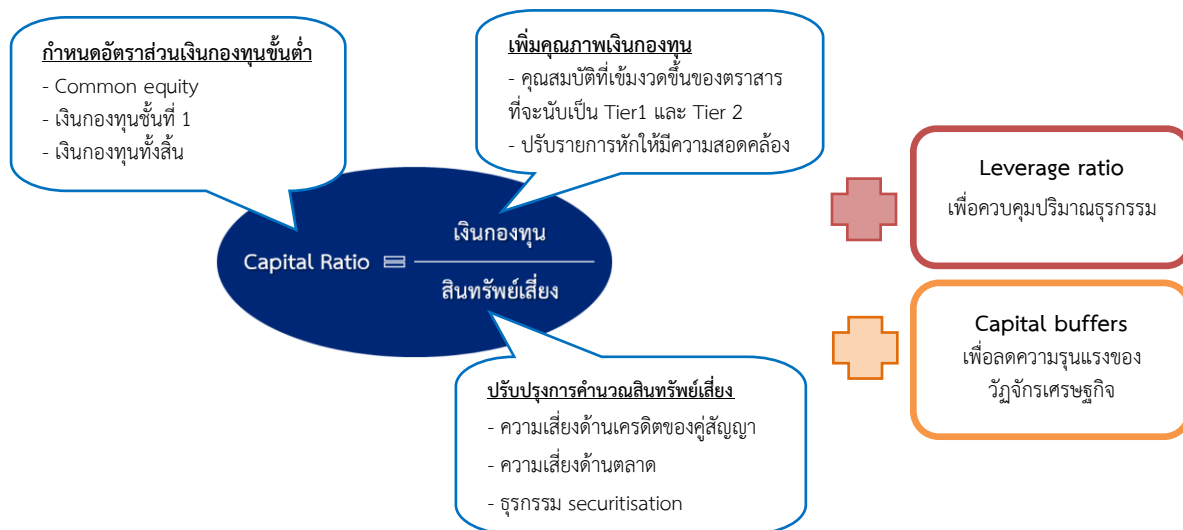 กำหนดอัตราส่วนเงินกองทุนขั้นต่ำ
- Common equity
- เงินกองทุนชั้นที่ 1
- เงินกองทุนทั้งสิ้น
เพิ่มคุณภาพเงินกองทุน
- คุณสมบัติที่เข้มงวดขึ้นของตราสาร
ที่จะนับเป็น Tier1 และ Tier 2
- ปรับรายการหักให้มีความสอดคล้อง
Capital Ratio =
เงินกองทุน
สินทรัพย์เสี่ยง
ปรับปรุงการคำนวณสินทรัพย์เสี่ยง
- ความเสี่ยงด้านเครดิตของคู่สัญญา
- ความเสี่ยงด้านตลาด
- ธุรกรรม securitisation
Leverage ratio
เพื่อควบคุมปริมาณธุรกรรม
Capital buffers
เพื่อลดความรุนแรงของ
วัฏจักรเศรษฐกิจ